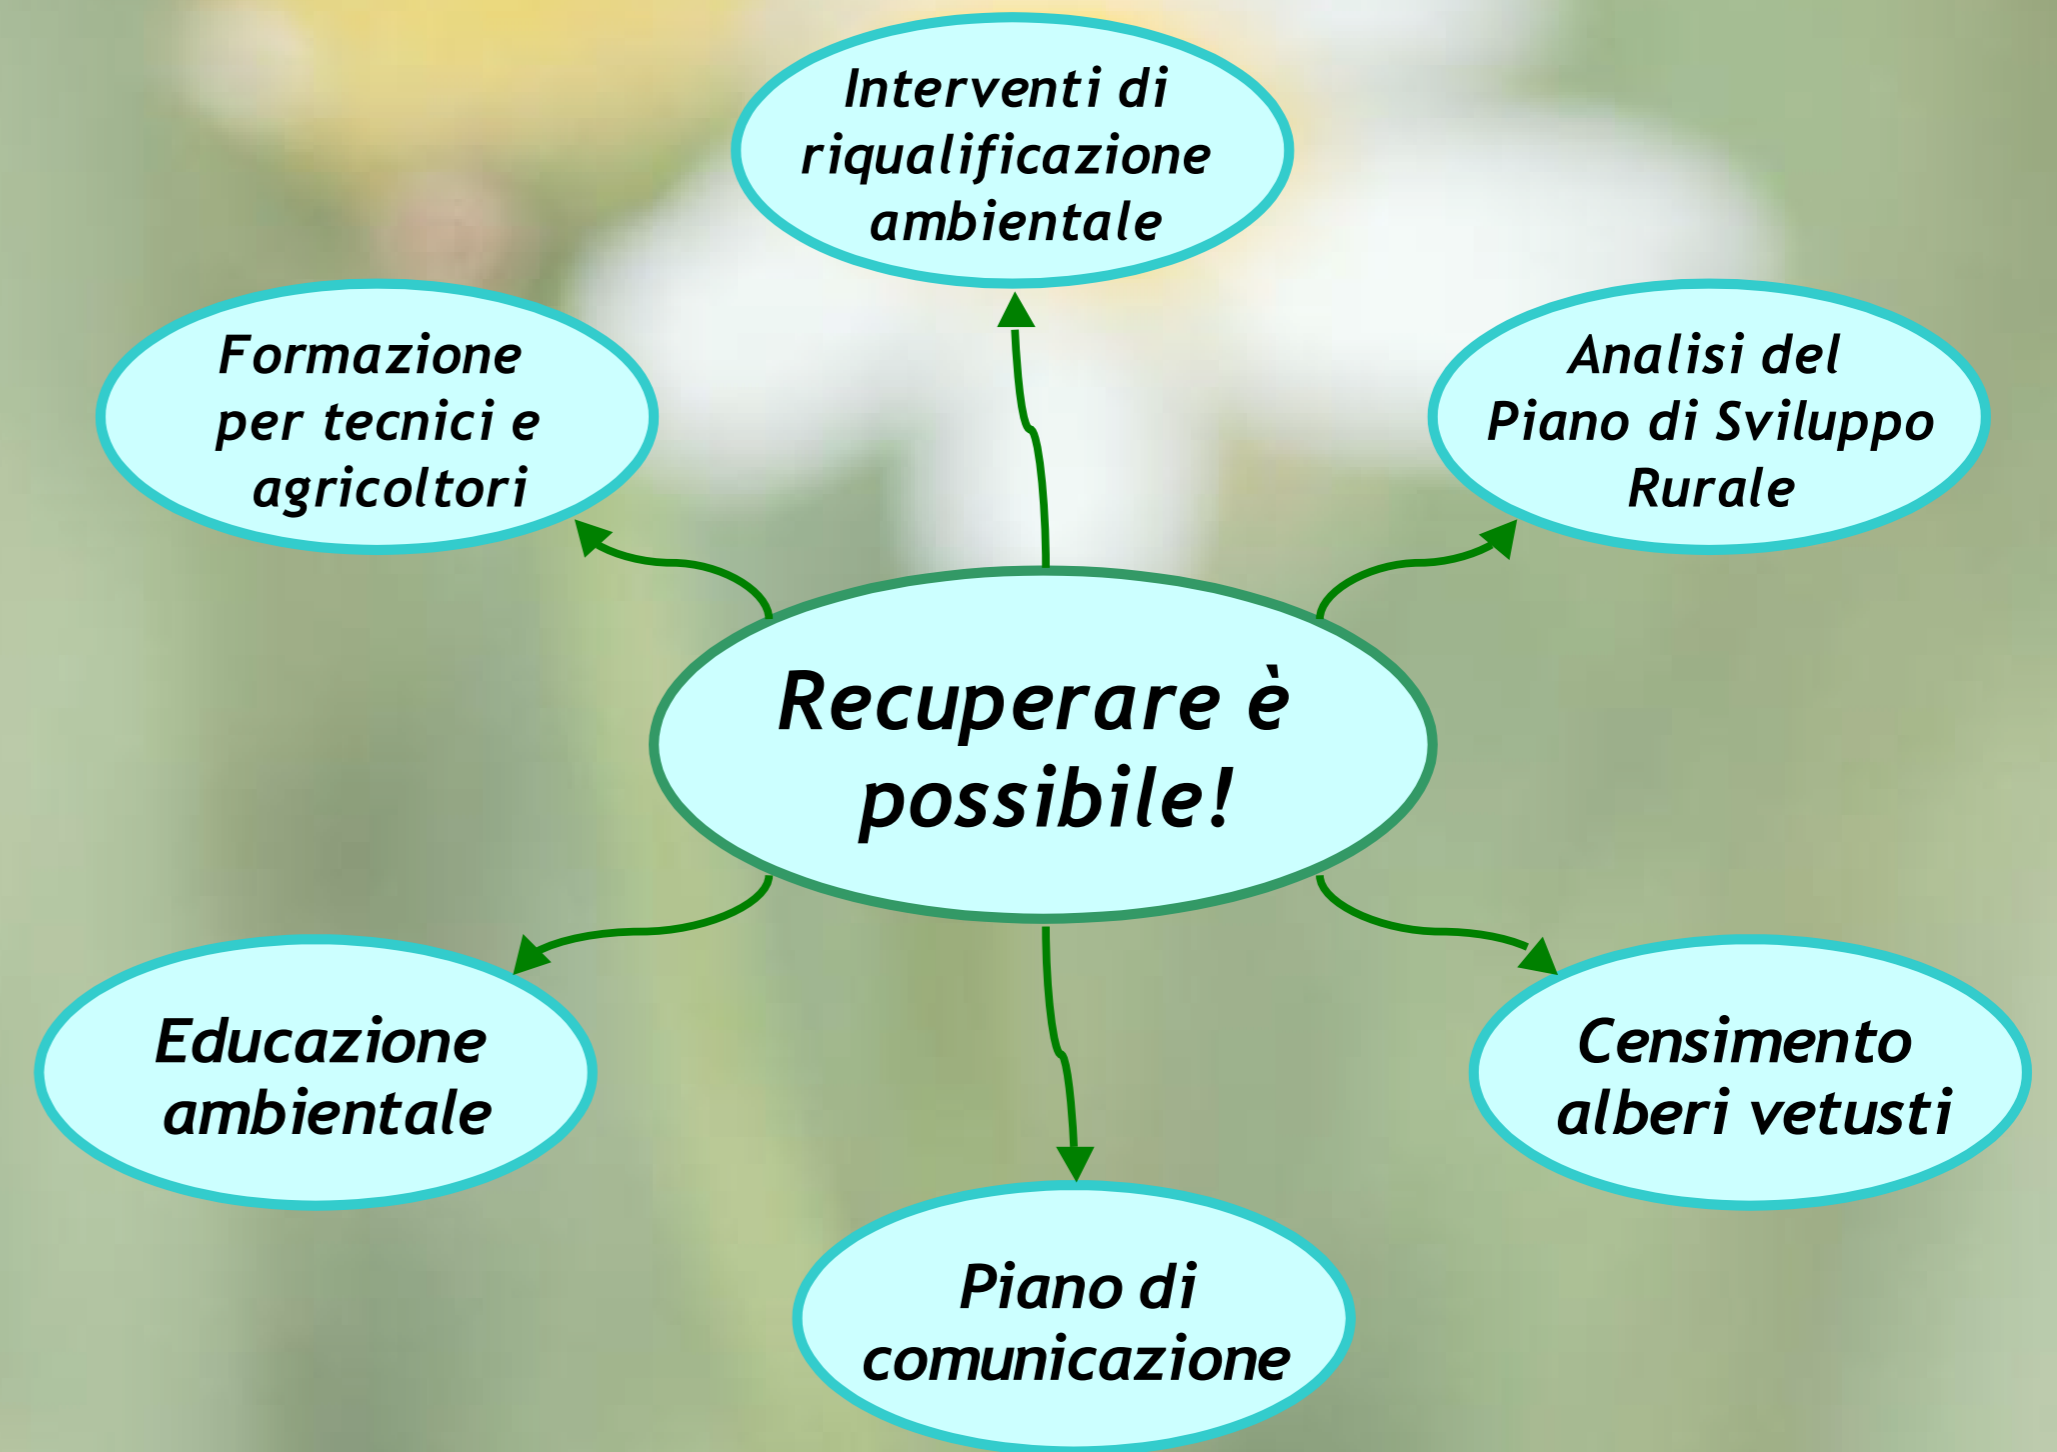 Interventi di
riqualificazione
ambientale
Formazione
per tecnici e
agricoltori
Analisi del
Piano di Sviluppo
Rurale
Recuperare è
possibile!
Educazione
ambientale
Censimento
alberi vetusti
Piano di
comunicazione